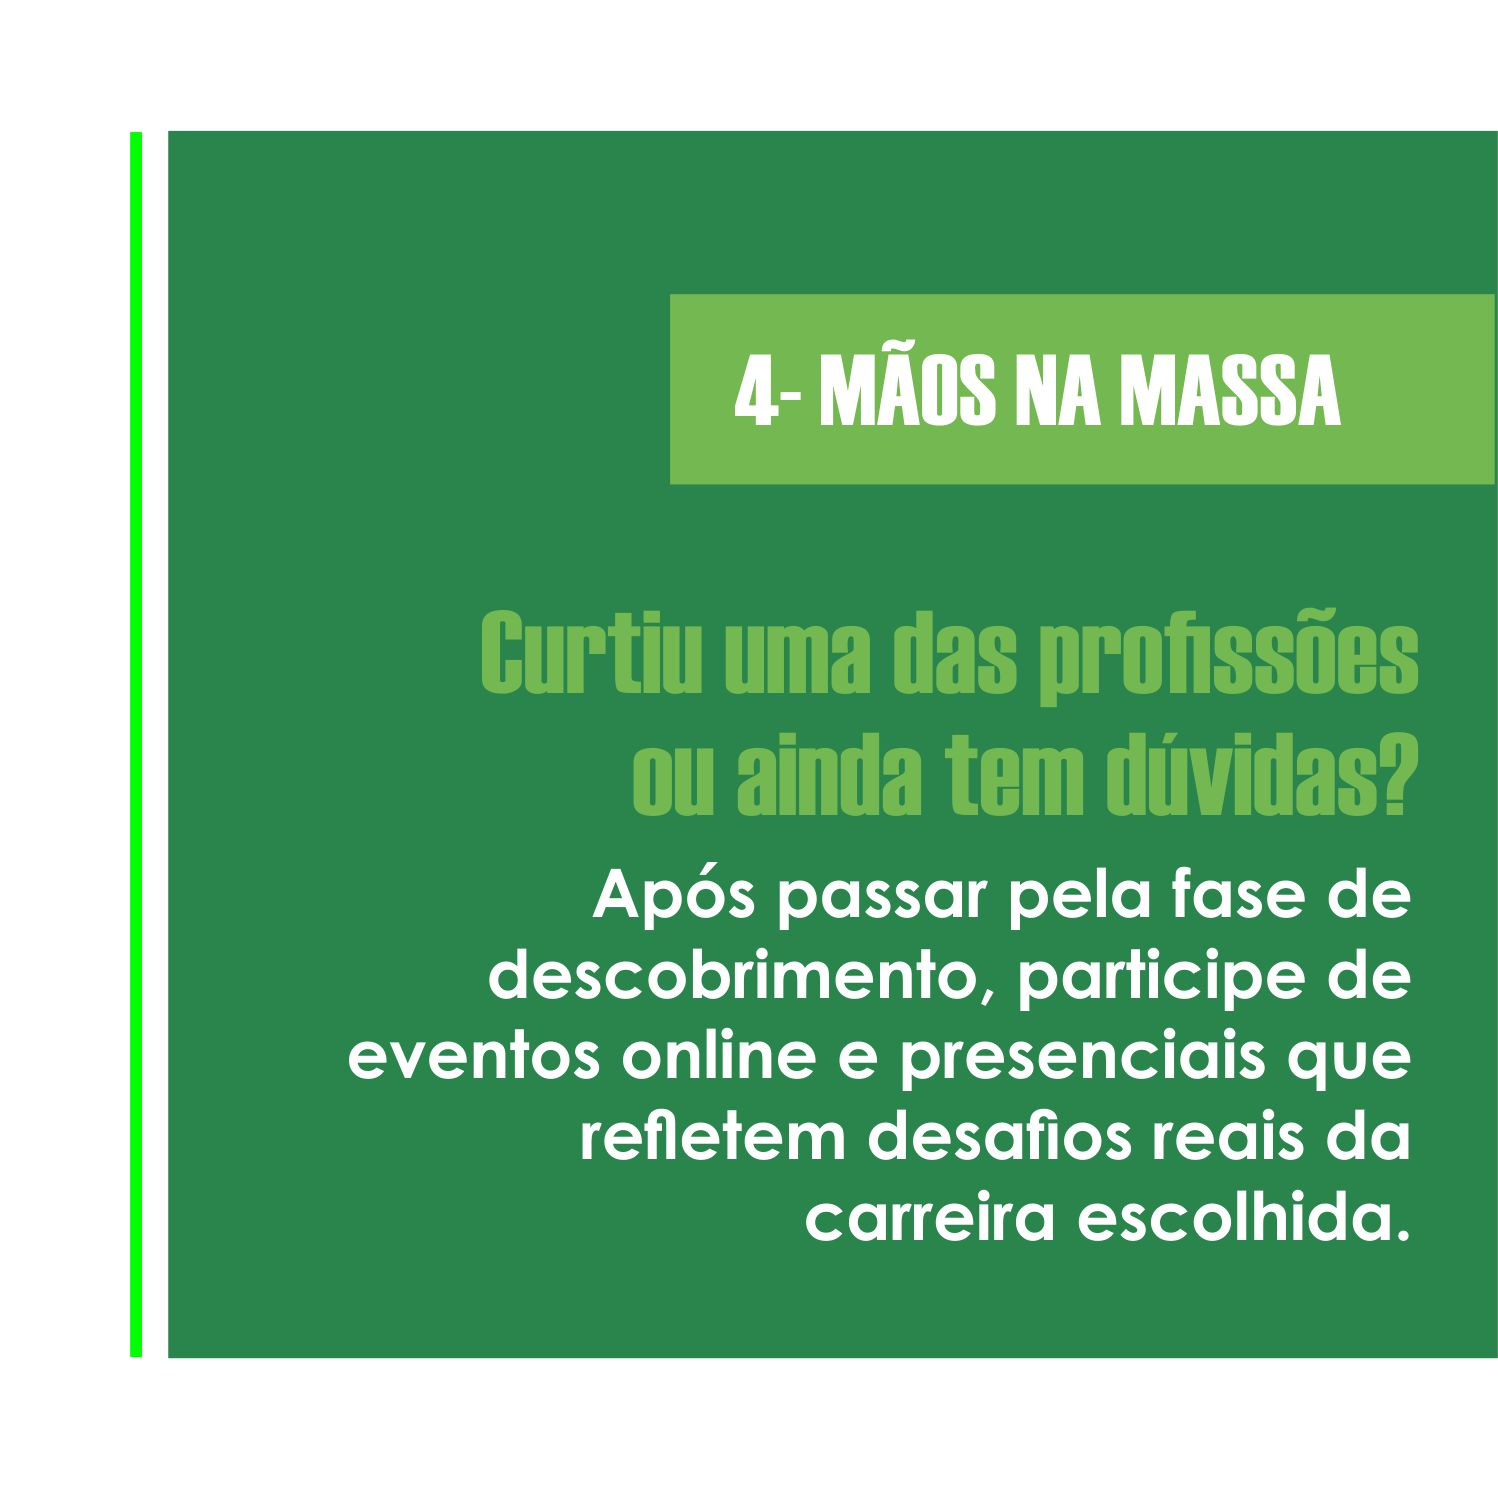 4- MÃOS NA MASSA
Curtiu uma das profissões
ou ainda tem dúvidas?
Após passar pela fase de
descobrimento, participe de
eventos online e presenciais que
refletem desafios reais da
carreira escolhida.